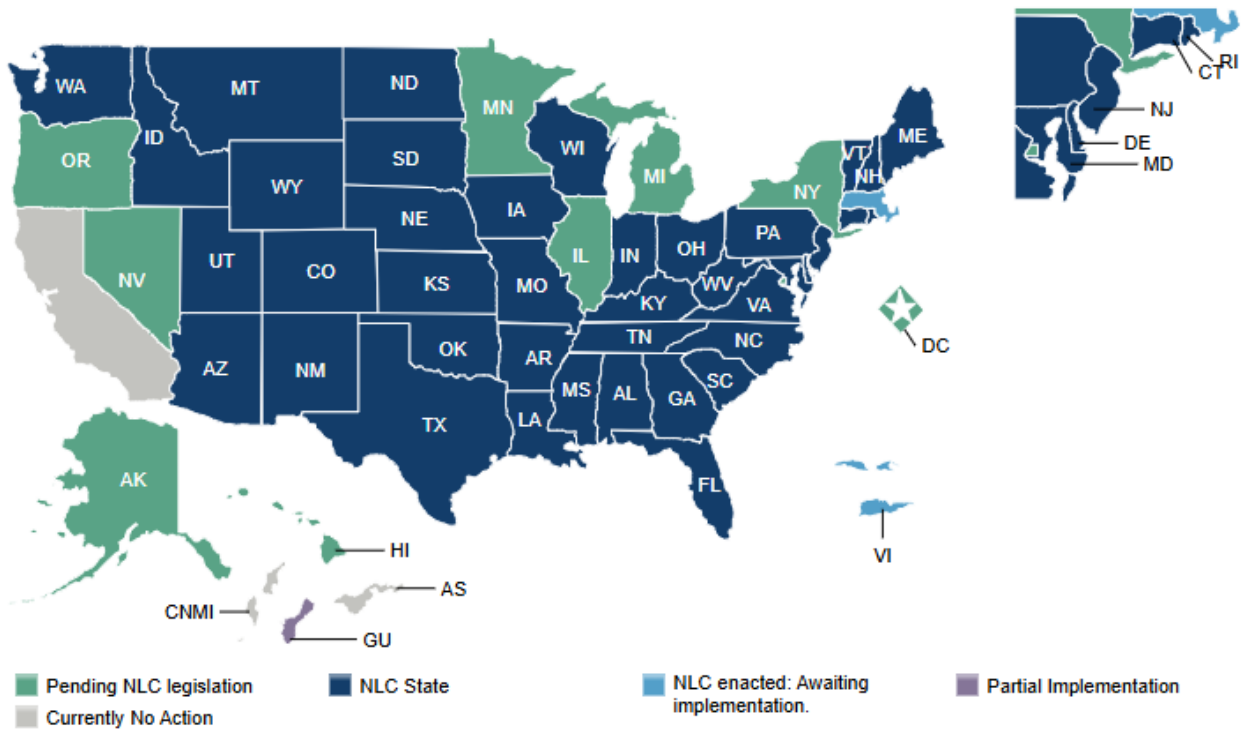 WA
MT
ND
MN
OR
ID
SD
WI
MI
NY
VT
NH
ME
WY
IA
NE
PA
NV
UT
CO
KS
MO
IL
IN
OH
WV
VA
KY
AZ
NM
OK
AR
TN
NC
SC
MS
AL
GA
TX
LA
FL
AK
HI
CNMI
AS
GU
RI
CT
NJ
DE
MD
DC
VI
Pending NLC legislation
NLC State
NLC enacted: Awaiting
implementation.
Partial Implementation
Currently No Action